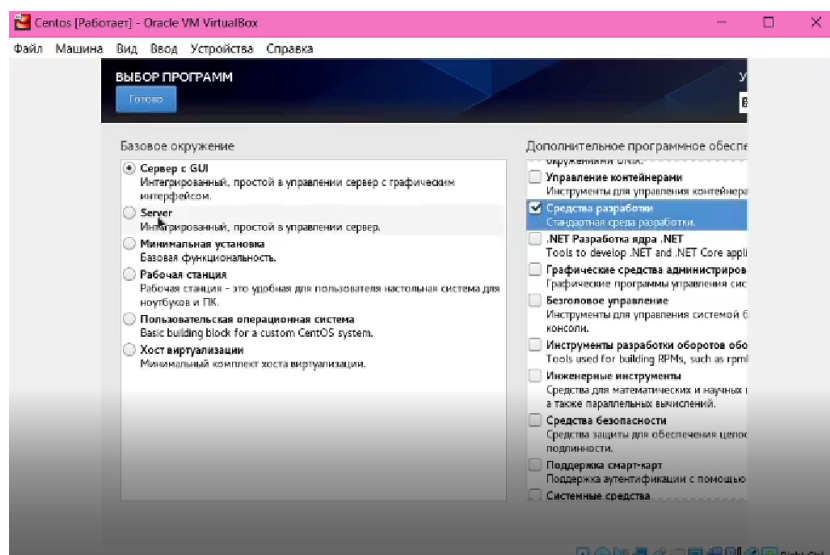 Centos [Работает] - Oracle VM VirtualBox
Файл Машина Вид Ввод Устройства Справка
ВЫБОР ПРОГРАММ
Готово
Базовое окружение
Сервер с GUI
Интегрированный, простой в управлении сервер с графическим
интерфейсом.
Server
Интегрированный, простой в управлении сервер.
Минимальная установка
Базовая функциональность.
Рабочая станция
Рабочая станция - это удобная для пользователя настольная система для
ноутбуков и ПК.
Пользовательская операционная система
Basic building block for a custom CentOS system.
Хост виртуализации
Минимальный комплект хоста виртуализации.
Дополнительное программное обеспе
окружениями UNIX.
Управление контейнерами
Инструменты для управления контейнера
Средства разработки
Стандартная среда разработки.
.NET Разработка ядра .NET
Tools to develop .NET and .NET Core appli
Графические средства администриров
Графические программы управления сис
Безголовое управление
Инструменты для управления системой б
консоли.
Инструменты разработки оборотов обо
Tools used for building RPMs, such as rpm
Инженерные инструменты
Средства для математических и научных
а также параллельных вычислений.
Средства безопасности
Средства защиты для обеспечения целос
подлинности.
Поддержка смарт-карт
Поддержка аутентификации с помощью
Системные средства